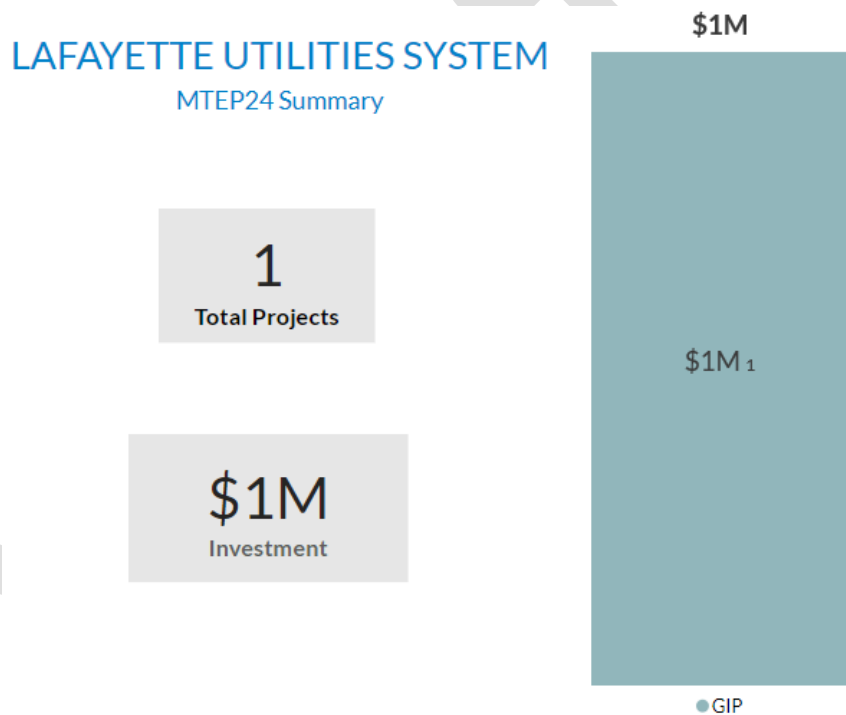 LAFAYETTE UTILITIES SYSTEM
MTEP24 Summary
1
Total Projects
$1M
Investment
$1M
$1M 1
GIP